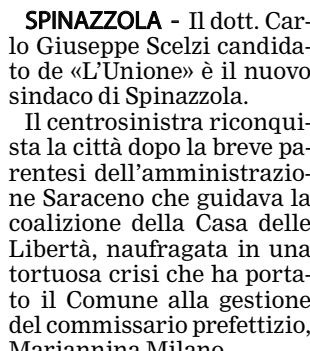 SPINAZZOLA - Il dott. Car-
lo Giuseppe Scelzi candida-
to de «L'Unione» è il nuovo
sindaco di Spinazzola.
Il centrosinistra riconqui-
sta la città dopo la breve pa-
rentesi dell'amministrazio-
ne Saraceno che guidava la
coalizione della Casa delle
Libertà, naufragata in una
tortuosa crisi che ha porta-
to il Comune alla gestione
del commissario prefettizio,
Mariannina Milano